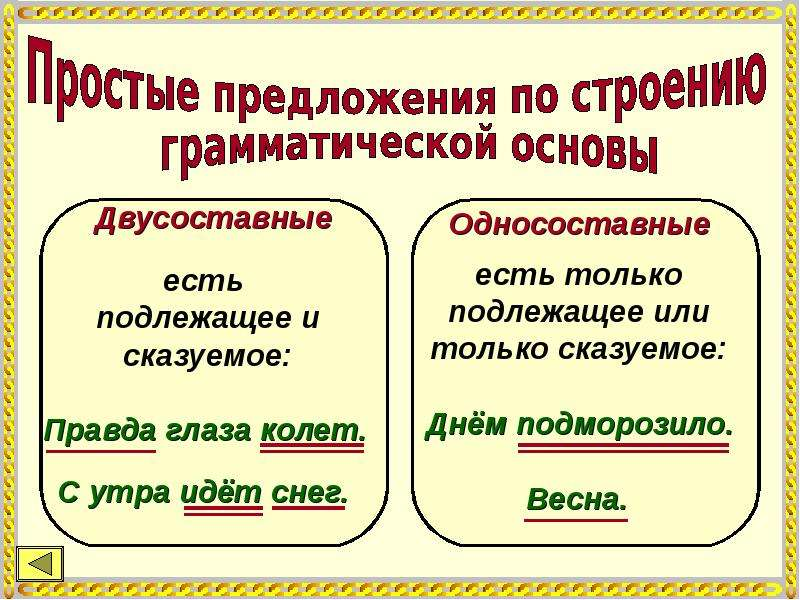 Простые предложения по строению
грамматической основы
Двусоставные
есть
подлежащее и
сказуемое:
Правда глаза колет.
С утра идёт снег.
Односоставные
есть только
подлежащее или
только сказуемое:
Днём подморозило.
Весна.